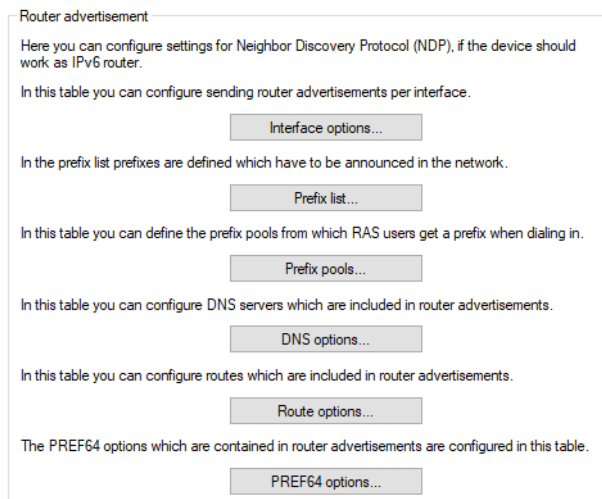 Router advertisement
Here you can configure settings for Neighbor Discovery Protocol (NDP), if the device should
work as IPv6 router.
In this table you can configure sending router advertisements per interface.
Interface options...
In the prefix list prefixes are defined which have to be announced in the network.
Prefix list...
In this table you can define the prefix pools from which RAS users get a prefix when dialing in.
Prefix pools...
In this table you can configure DNS servers which are included in router advertisements.
DNS options...
In this table you can configure routes which are included in router advertisements.
Route options...
The PREF64 options which are contained in router advertisements are configured in this table.
PREF64 options...